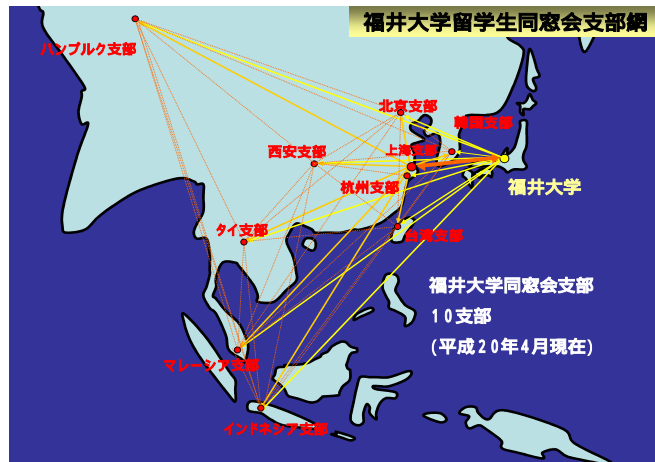 福井大学留学生同窓会支部網
ハンブルク支部
北京支部
韓国支部
西安支部
上海支部
杭州支部
福井大学
タイ支部
台湾支部
福井大学同窓会支部
10支部
(平成20年4月現在)
マレーシア支部
インドネシア支部